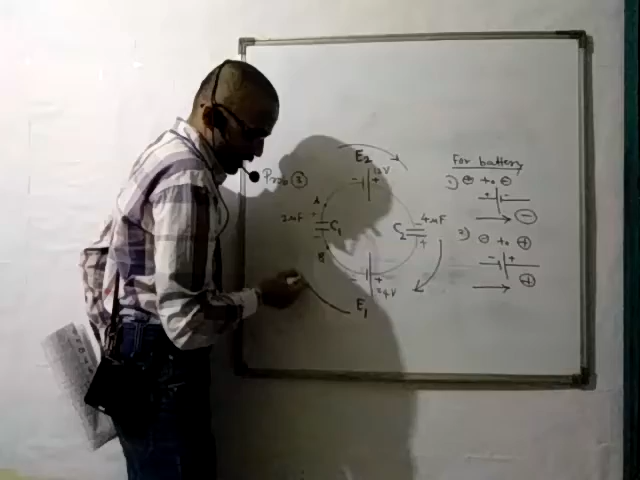 Prob ③
E2
- + 12V
A
2μF + C1 -
B
C2 4μF
+
+ 24V
E1
For battery
1) ⊕ to ⊖
+ -
→ ⊖
2) ⊖ to ⊕
- +
→ ⊕